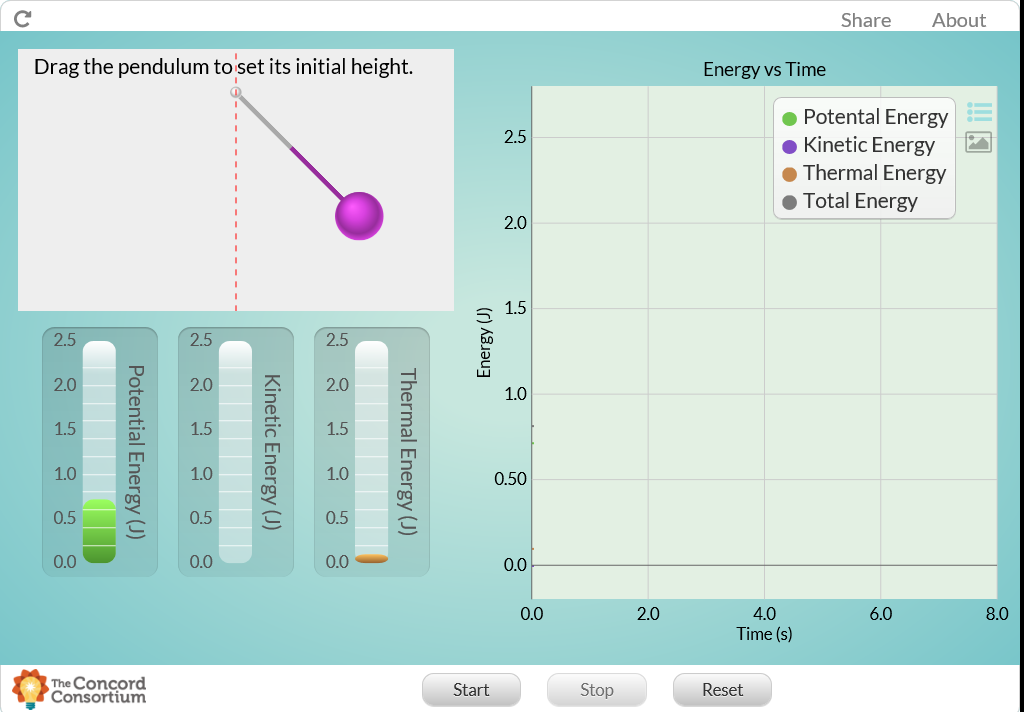 Share About
Drag the pendulum to set its initial height.
2.5
2.0
1.5
1.0
0.5
0.0
Potential Energy (J)
2.5
2.0
1.5
1.0
0.5
0.0
Kinetic Energy (J)
2.5
2.0
1.5
1.0
0.5
0.0
Thermal Energy (J)
Energy vs Time
Potental Energy
Kinetic Energy
Thermal Energy
Total Energy
Energy (J)
2.5
2.0
1.5
1.0
0.50
0.0
0.0 2.0 4.0 6.0 8.0
Time (s)
The Concord
Consortium
Start Stop Reset